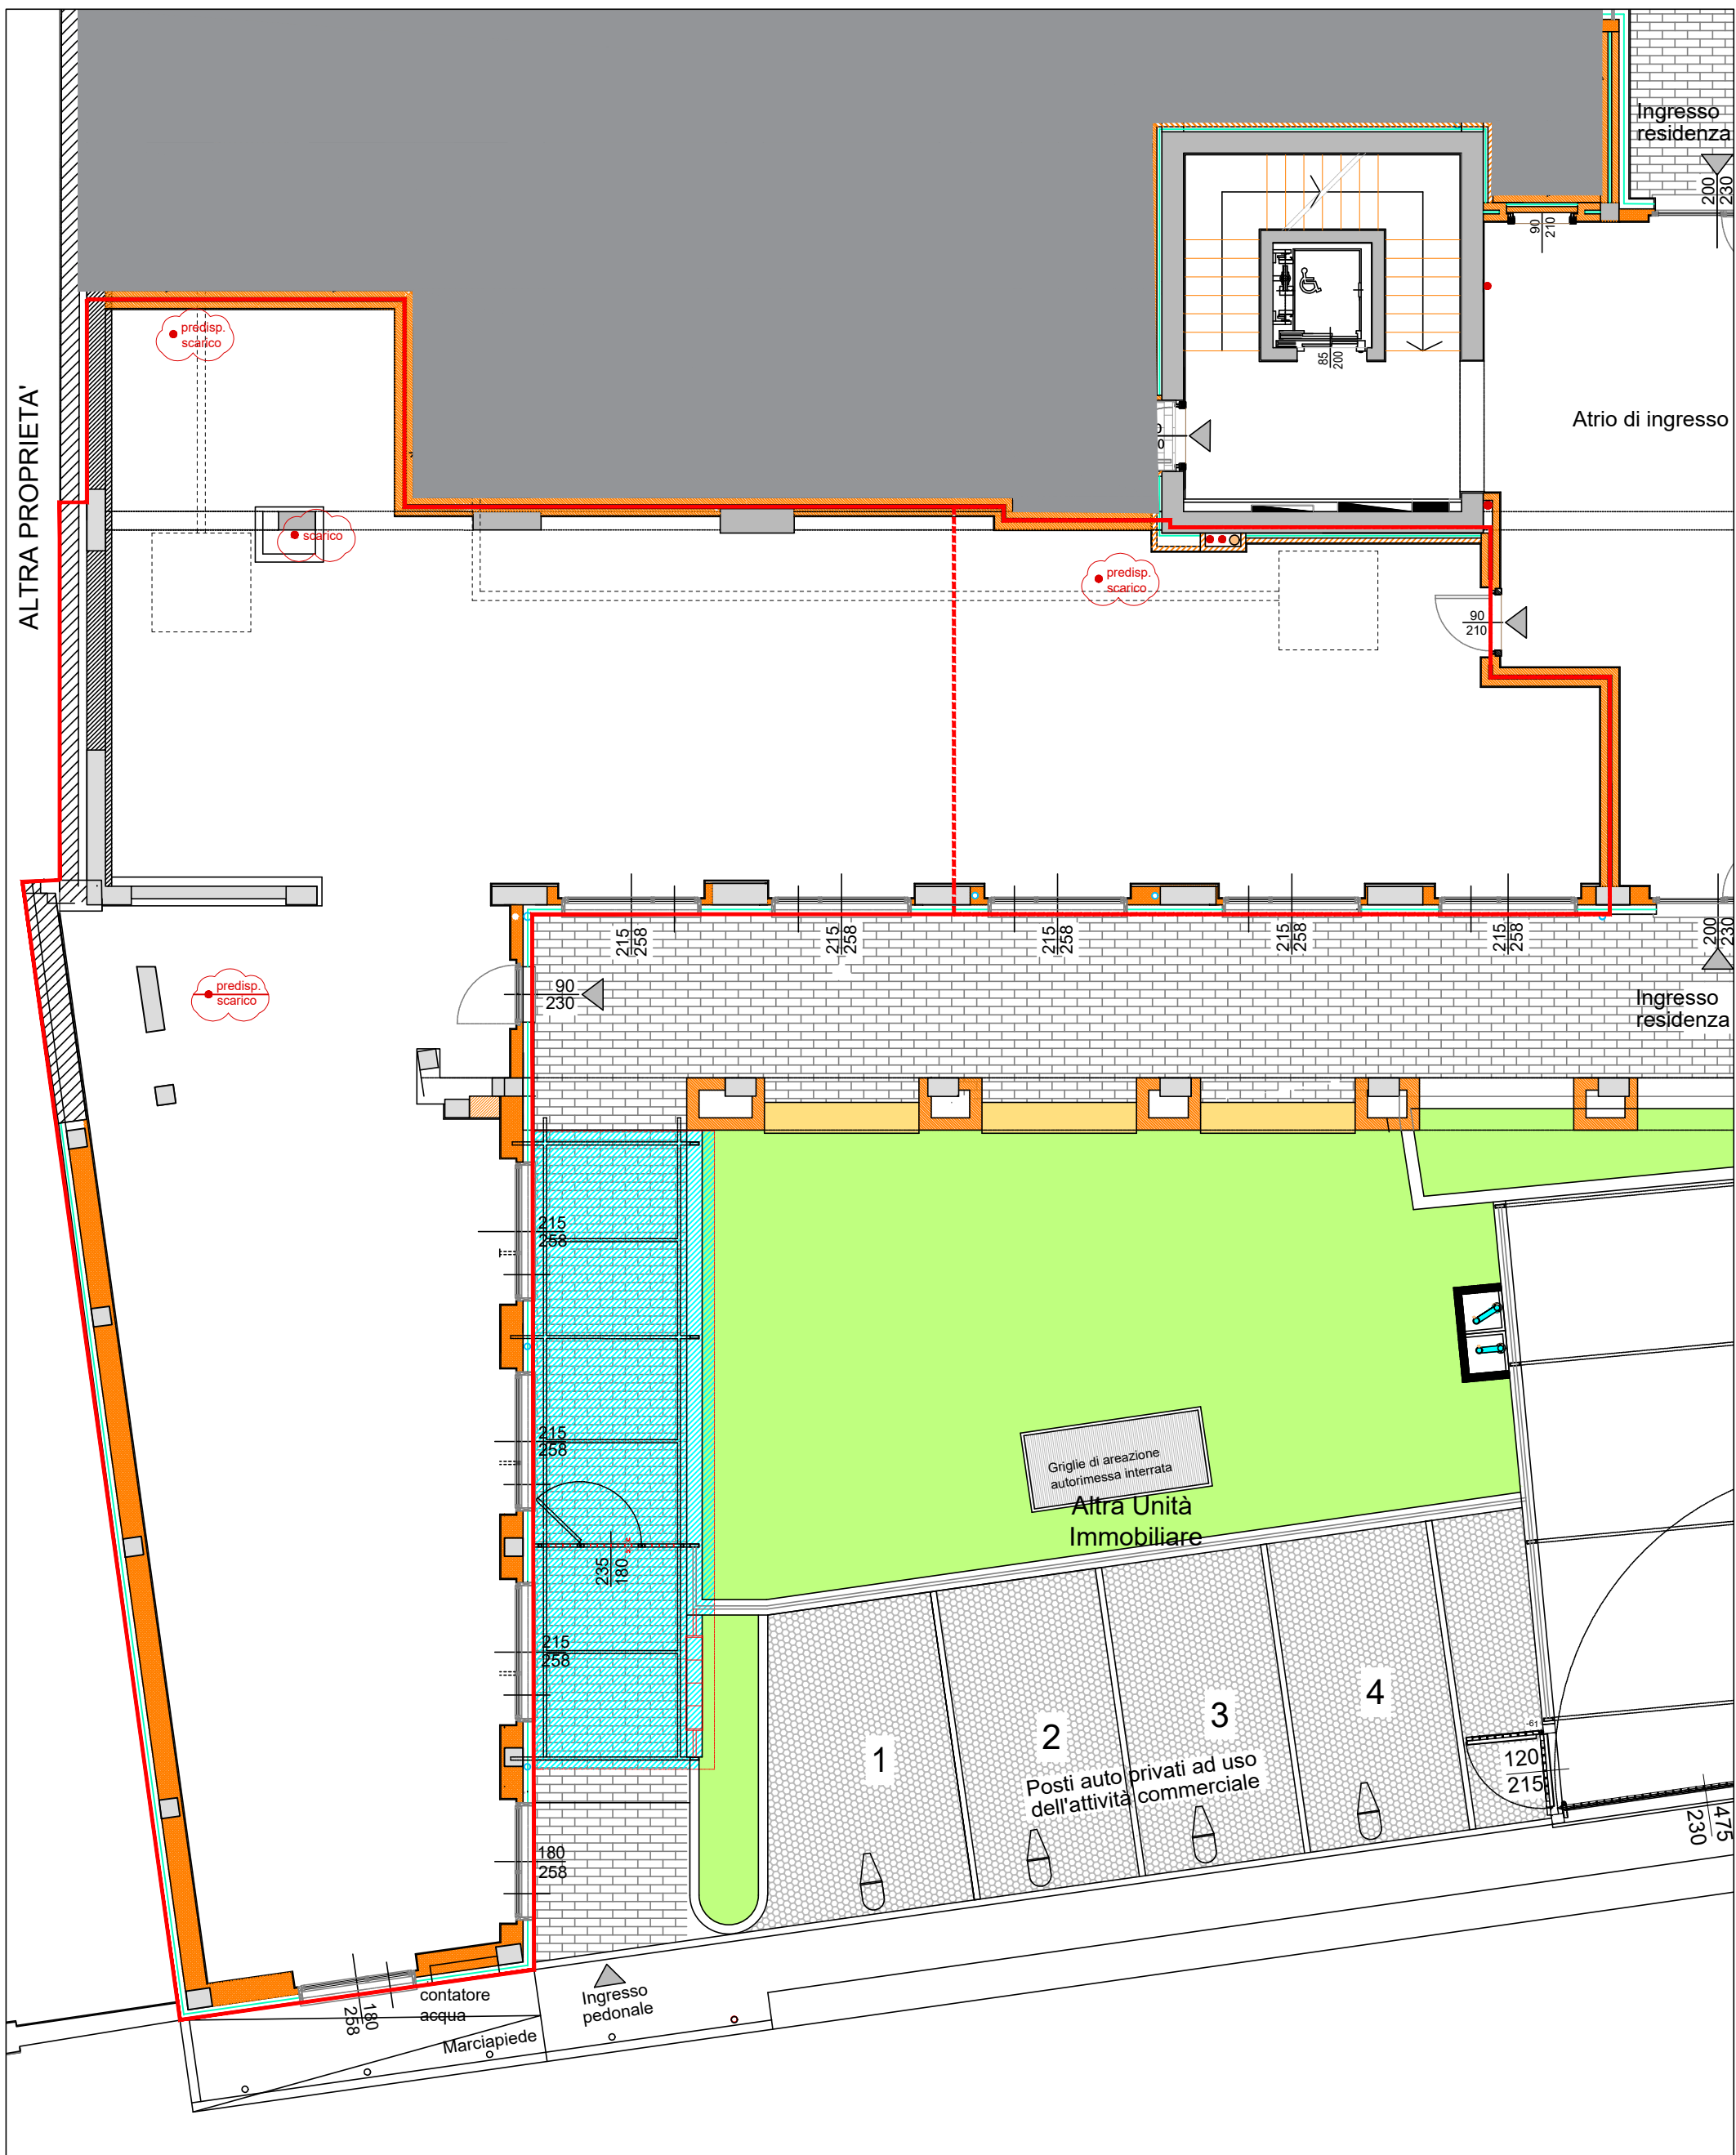 Ingresso
residenza
200
230
90
210
85
200
Atrio di ingresso
ALTRA PROPRIETA'
predisp.
scarico
scarico
predisp.
scarico
90
210
215
258
215
258
215
258
215
258
215
258
200
230
predisp.
scarico
90
230
Ingresso
residenza
215
258
215
258
Griglie di areazione
autorimessa interrata
Altra Unità
Immobiliare
235
180
215
258
1
2
3
4
Posti auto privati ad uso
dell'attività commerciale
-61
120
215
475
230
180
258
180
258
contatore
acqua
Ingresso
pedonale
Marciapiede